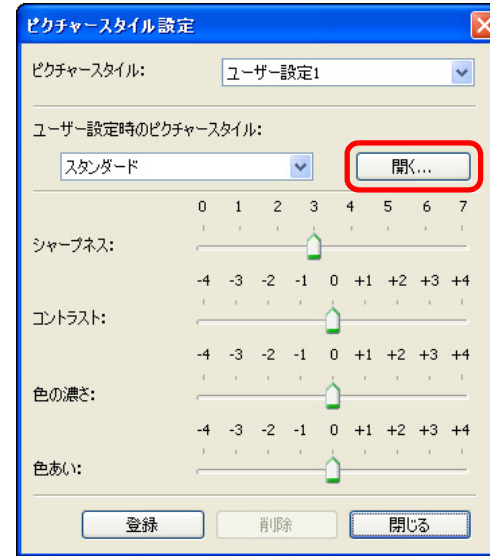 ピクチャースタイル設定
ピクチャースタイル: ユーザー設定1
ユーザー設定時のピクチャースタイル:
スタンダード 開く...
0 1 2 3 4 5 6 7
シャープネス:
-4 -3 -2 -1 0 +1 +2 +3 +4
コントラスト:
-4 -3 -2 -1 0 +1 +2 +3 +4
色の濃さ:
-4 -3 -2 -1 0 +1 +2 +3 +4
色あい:
登録 削除 閉じる